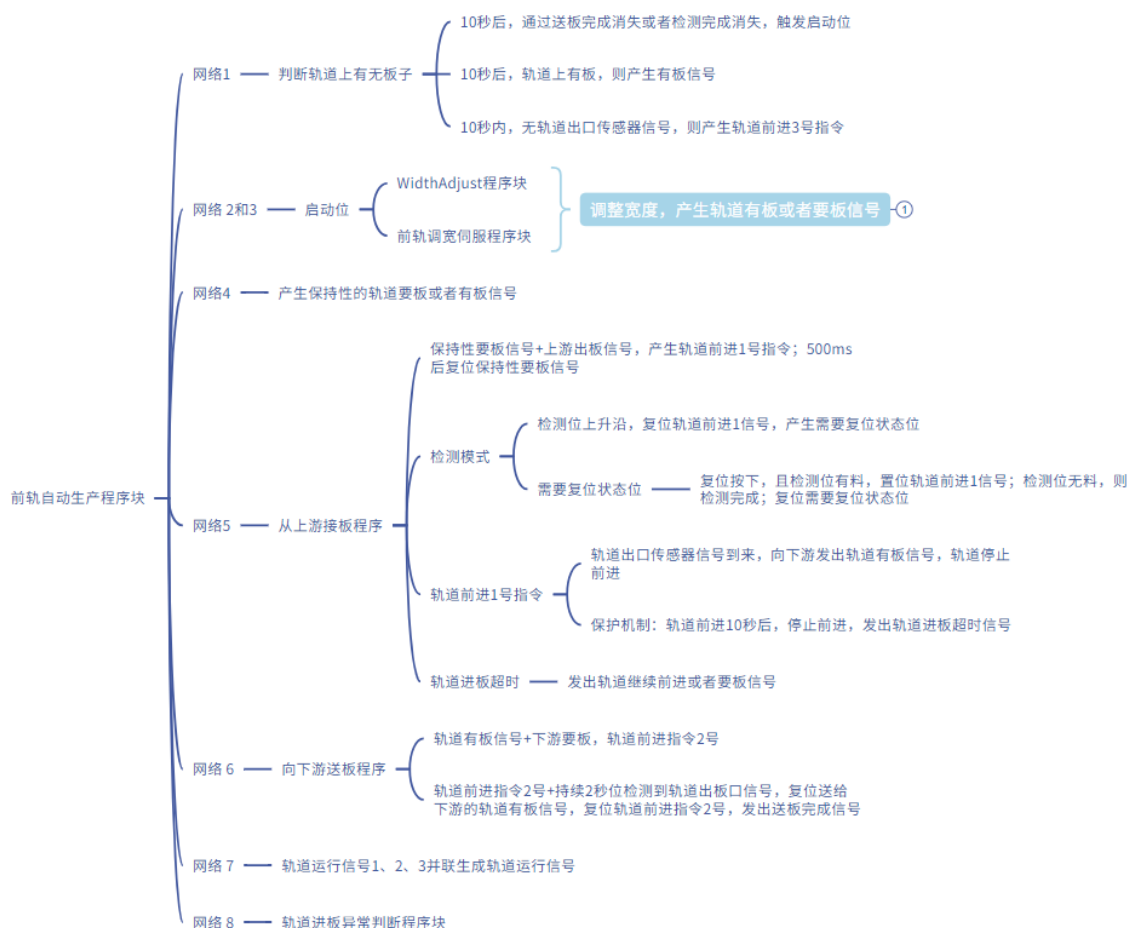 前轨自动生产程序块
网络1
判断轨道上有无板子
10秒后，通过送板完成消失或者检测完成消失，触发启动位
10秒后，轨道上有板，则产生有板信号
10秒内，无轨道出口传感器信号，则产生轨道前进3号指令
网络 2和3
启动位
WidthAdjust程序块
前轨调宽伺服程序块
调整宽度，产生轨道有板或者要板信号
1
网络4
产生保持性的轨道要板或者有板信号
网络5
从上游接板程序
保持性要板信号+上游出板信号，产生轨道前进1号指令；500ms
后复位保持性要板信号
检测模式
检测位上升沿，复位轨道前进1信号，产生需要复位状态位
需要复位状态位
复位按下，且检测位有料，置位轨道前进1信号；检测位无料，则
检测完成；复位需要复位状态位
轨道前进1号指令
轨道出口传感器信号到来，向下游发出轨道有板信号，轨道停止
前进
保护机制：轨道前进10秒后，停止前进，发出轨道进板超时信号
轨道进板超时
发出轨道继续前进或者要板信号
网络 6
向下游送板程序
轨道有板信号+下游要板，轨道前进指令2号
轨道前进指令2号+持续2秒位检测到轨道出板口信号，复位送给
下游的轨道有板信号，复位轨道前进指令2号，发出送板完成信号
网络 7
轨道运行信号1、2、3并联生成轨道运行信号
网络 8
轨道进板异常判断程序块